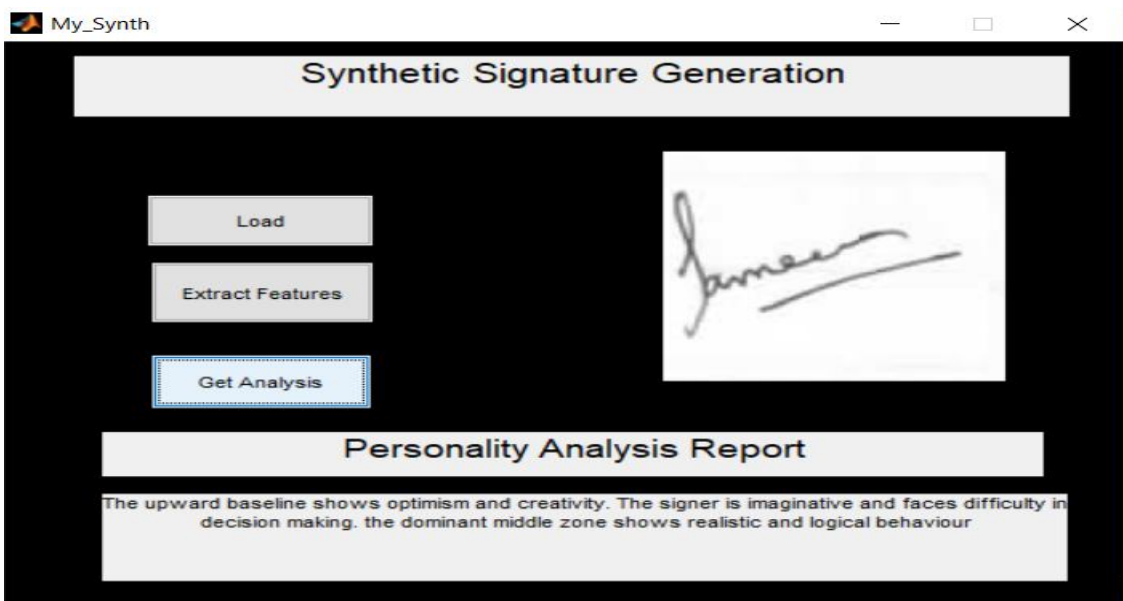 My_Synth
Synthetic Signature Generation
Load
Extract Features
Get Analysis
Personality Analysis Report
The upward baseline shows optimism and creativity. The signer is imaginative and faces difficulty in
decision making. the dominant middle zone shows realistic and logical behaviour